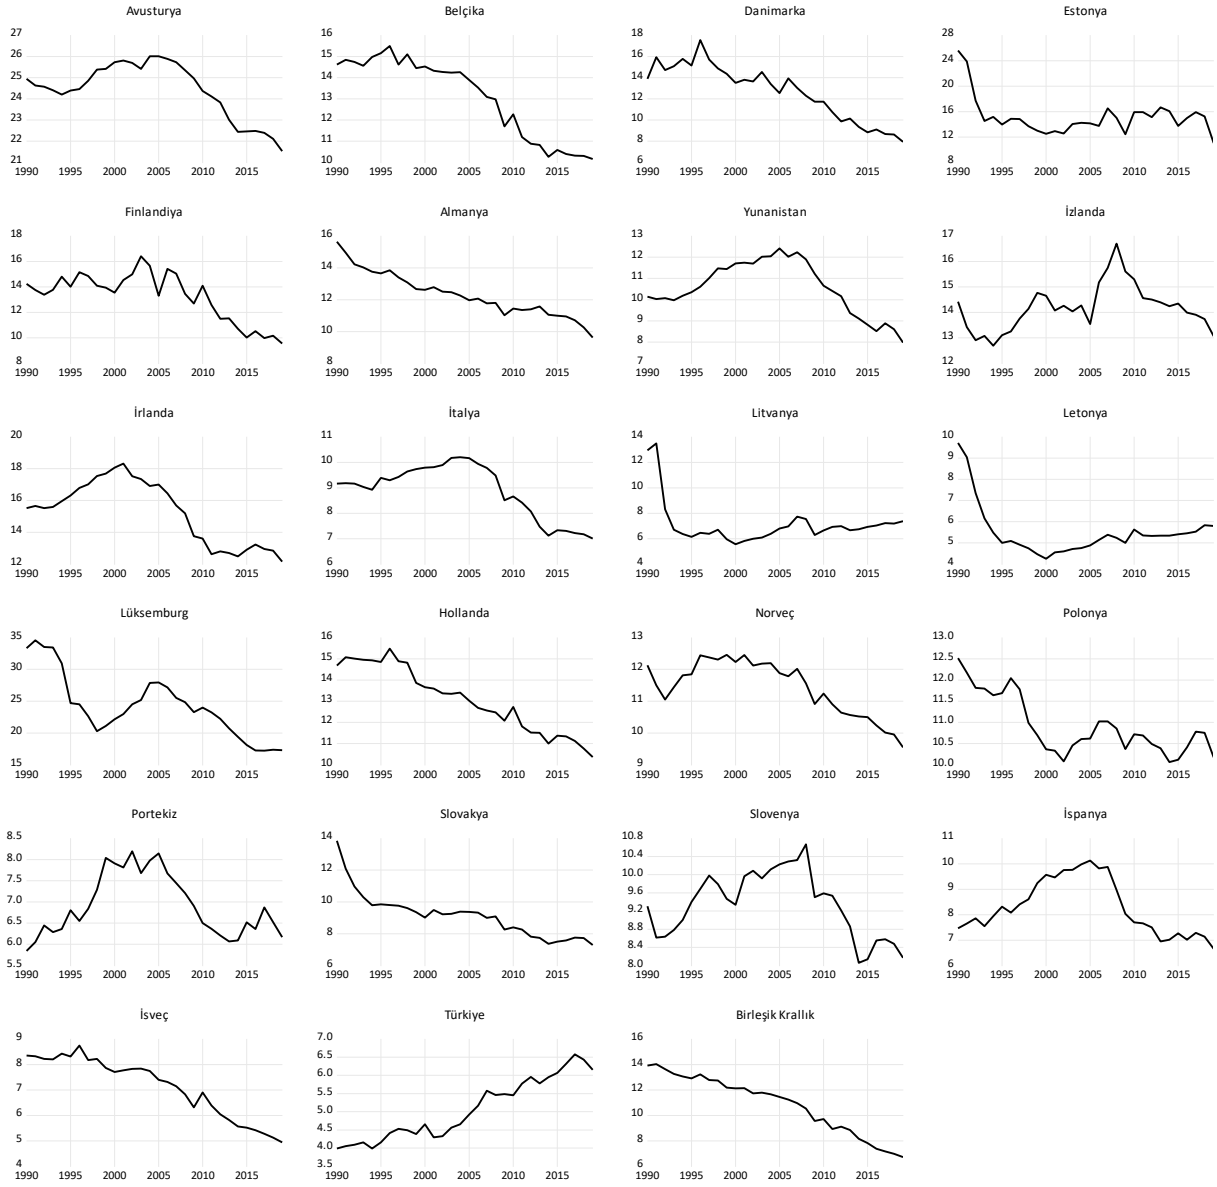 Avusturya Belçika Danimarka Estonya
27 16 18 28
26 15 16 24
25 14 14 20
24 13 12 16
23 12 10 12
22 11 8 8
21 10 6
1990 1995 2000 2005 2010 2015 1990 1995 2000 2005 2010 2015 1990 1995 2000 2005 2010 2015 1990 1995 2000 2005 2010 2015
Finlandiya Almanya Yunanistan İzlanda
18 16 13 17
16 14 12 16
14 12 11 15
12 10 10 14
10 8 9 13
8 8 12
7
1990 1995 2000 2005 2010 2015 1990 1995 2000 2005 2010 2015 1990 1995 2000 2005 2010 2015 1990 1995 2000 2005 2010 2015
İrlanda İtalya Litvanya Letonya
20 11 14 10
18 10 12 9
16 9 10 8
14 8 8 7
12 7 6 6
6 4 5
4
1990 1995 2000 2005 2010 2015 1990 1995 2000 2005 2010 2015 1990 1995 2000 2005 2010 2015 1990 1995 2000 2005 2010 2015
Lüksemburg Hollanda Norveç Polonya
35 16 13 13.0
30 15 12 12.5
25 14 11 12.0
20 13 10 11.5
15 12 9 11.0
11 10.5
10 10.0
1990 1995 2000 2005 2010 2015 1990 1995 2000 2005 2010 2015 1990 1995 2000 2005 2010 2015 1990 1995 2000 2005 2010 2015
Portekiz Slovakya Slovenya İspanya
8.5 14 10.8 11
8.0 12 10.4 10
7.5 10 10.0 9
7.0 8 9.6 8
6.5 6 9.2 7
6.0 8.8 6
5.5 8.4
8.0
1990 1995 2000 2005 2010 2015 1990 1995 2000 2005 2010 2015 1990 1995 2000 2005 2010 2015 1990 1995 2000 2005 2010 2015
İsveç Türkiye Birleşik Krallık
9 7.0 16
8 6.5 14
7 6.0 12
6 5.5 10
5 5.0 8
4 4.5 6
4.0
3.5
1990 1995 2000 2005 2010 2015 1990 1995 2000 2005 2010 2015 1990 1995 2000 2005 2010 2015